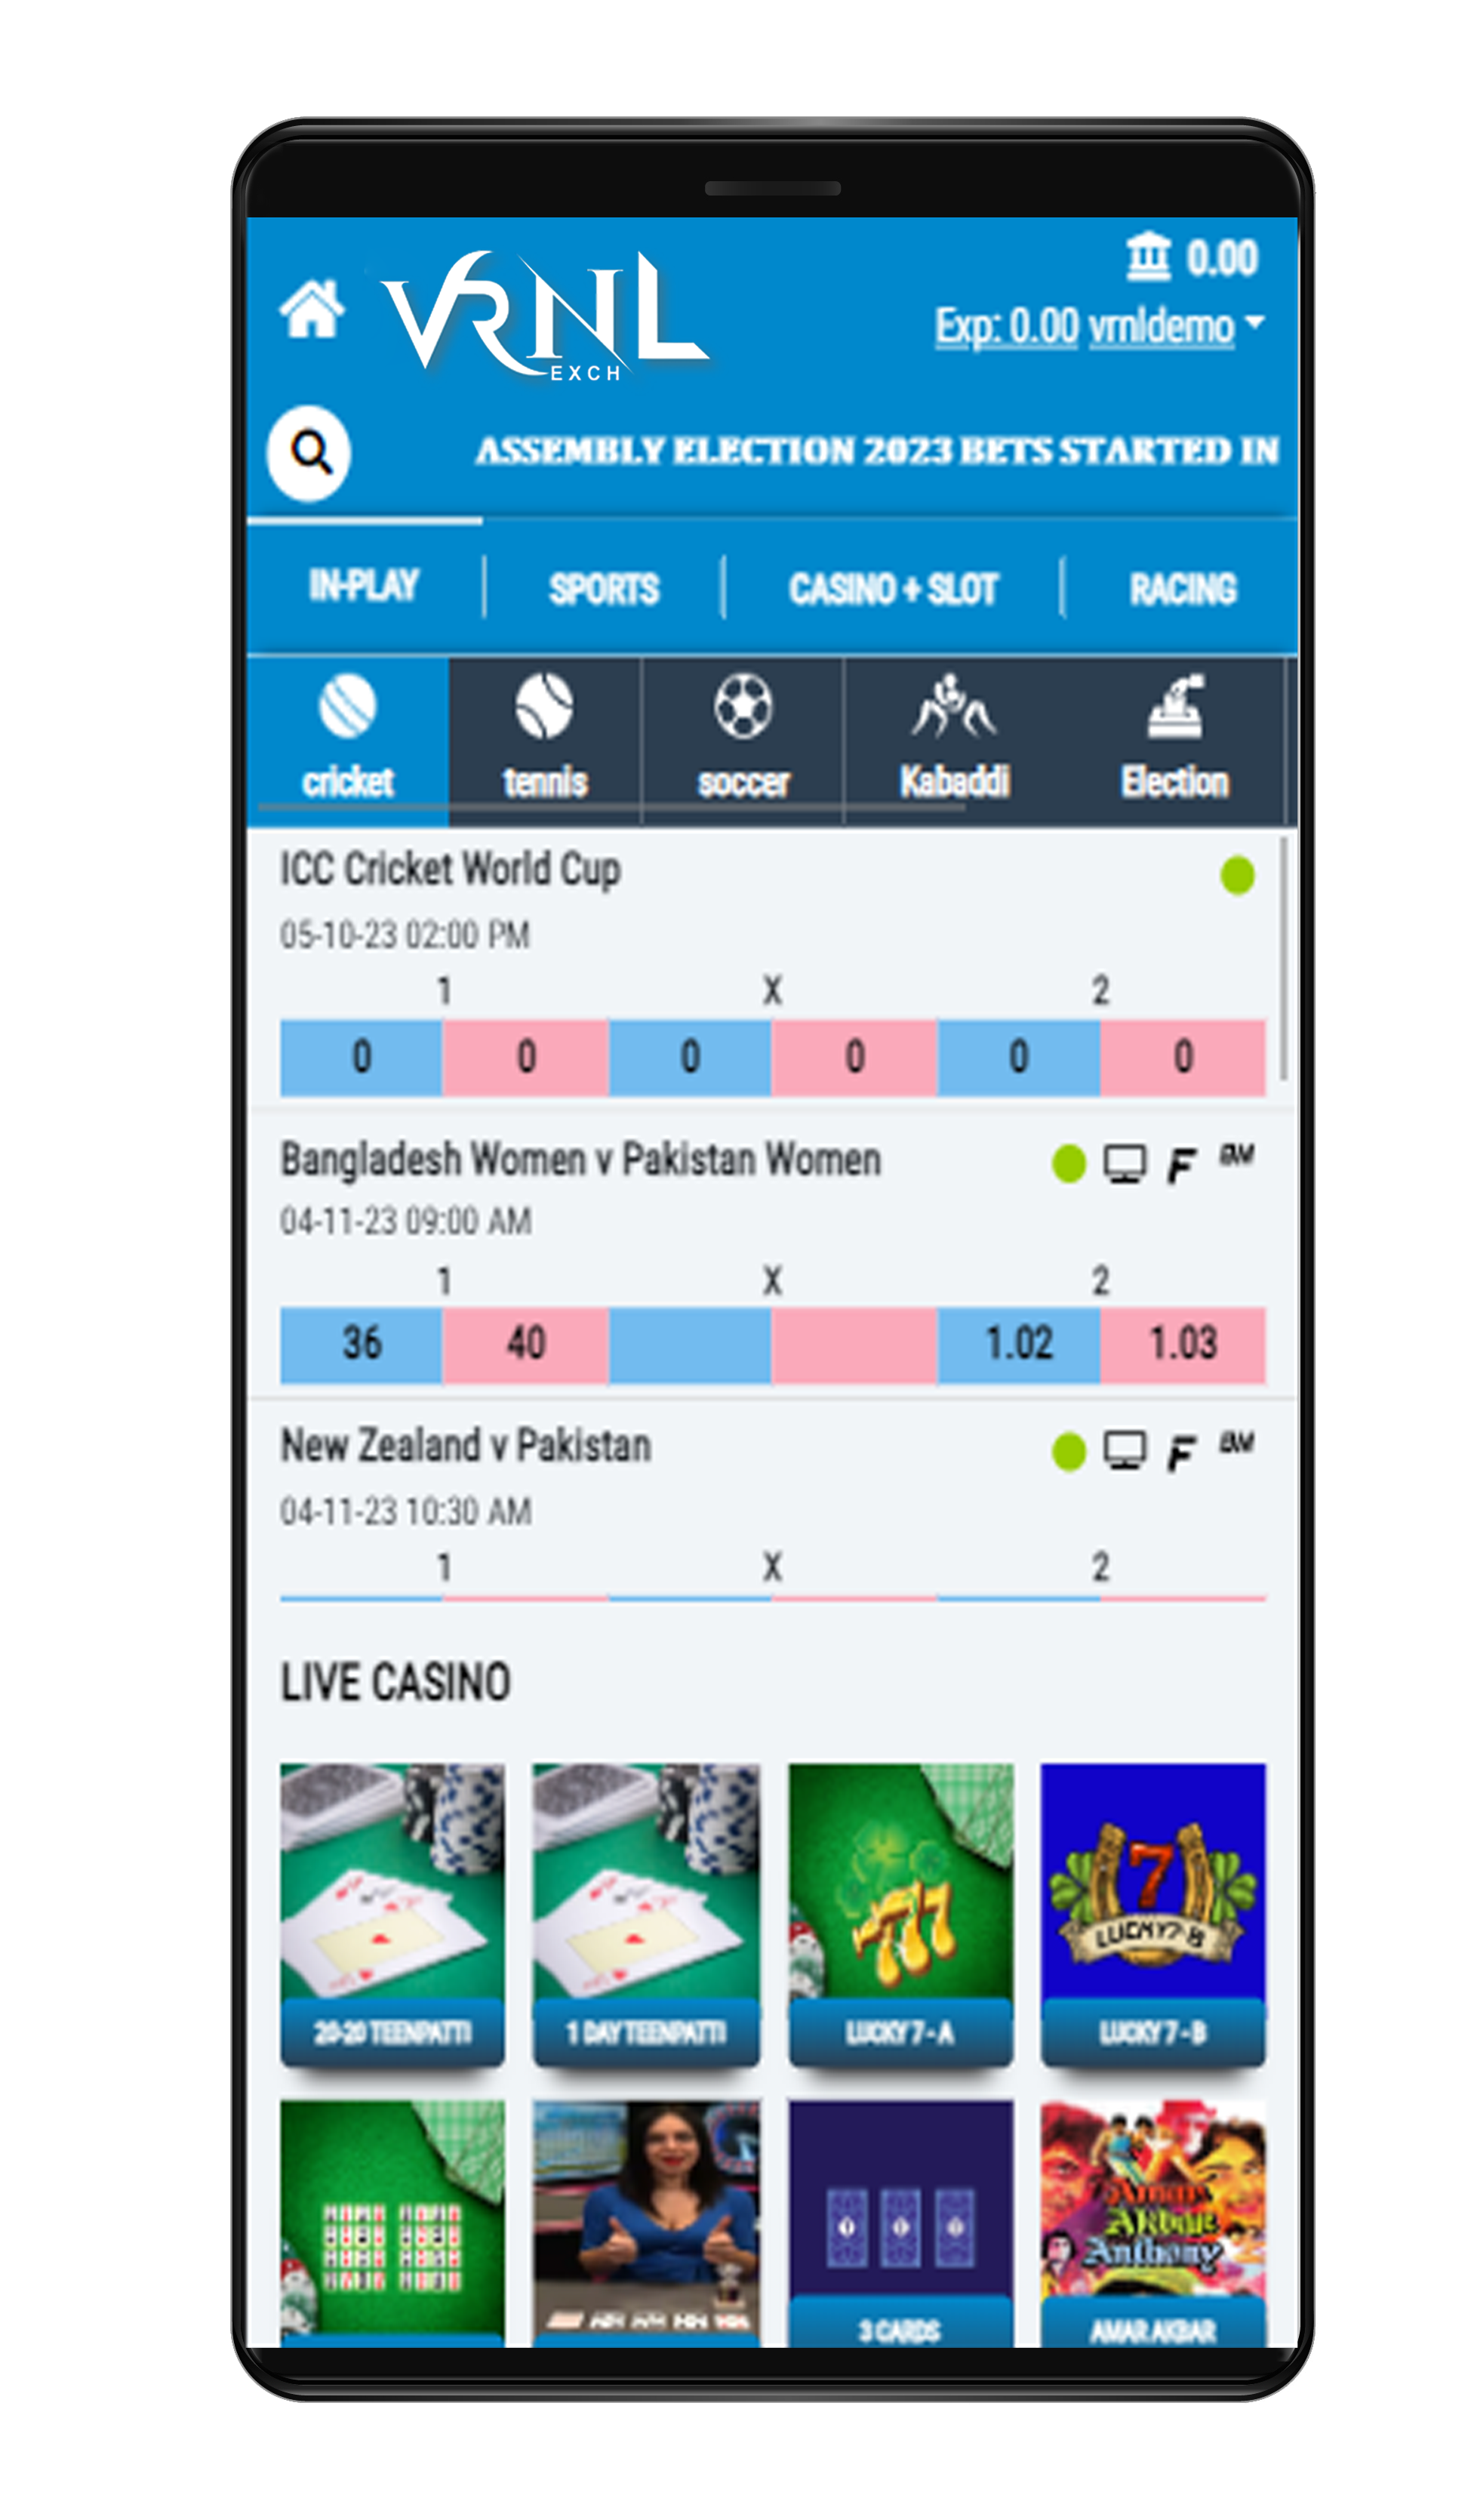 0.00
VRNL
EXCH
Exp: 0.00 vrnldemo
ASSEMBLY ELECTION 2023 BETS STARTED IN
IN-PLAY SPORTS CASINO + SLOT RACING
cricket tennis soccer Kabaddi Election
ICC Cricket World Cup
05-10-23 02:00 PM
1 X 2
0 0 0 0 0 0
Bangladesh Women v Pakistan Women F BM
04-11-23 09:00 AM
1 X 2
36 40 1.02 1.03
New Zealand v Pakistan F BM
04-11-23 10:30 AM
1 X 2
LIVE CASINO
777 7
LUCKY7-B
20-20 TEENPATTI 1 DAY TEENPATTI LUCKY 7 - A LUCKY 7 - B
Amar
Akbar
Anthony
3 CARDS AMAR AKBAR